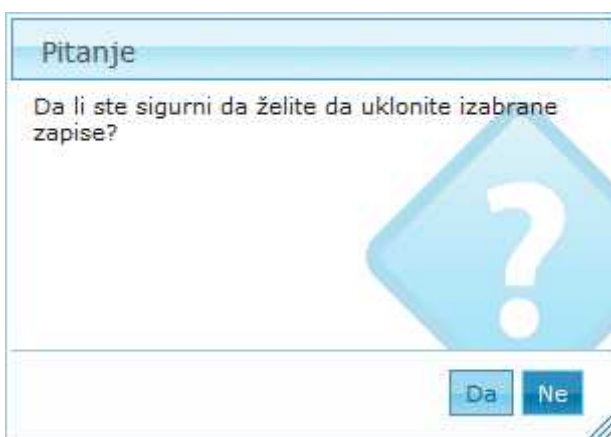 Pitanje
Da li ste sigurni da želite da uklonite izabrane
zapise?
Da Ne